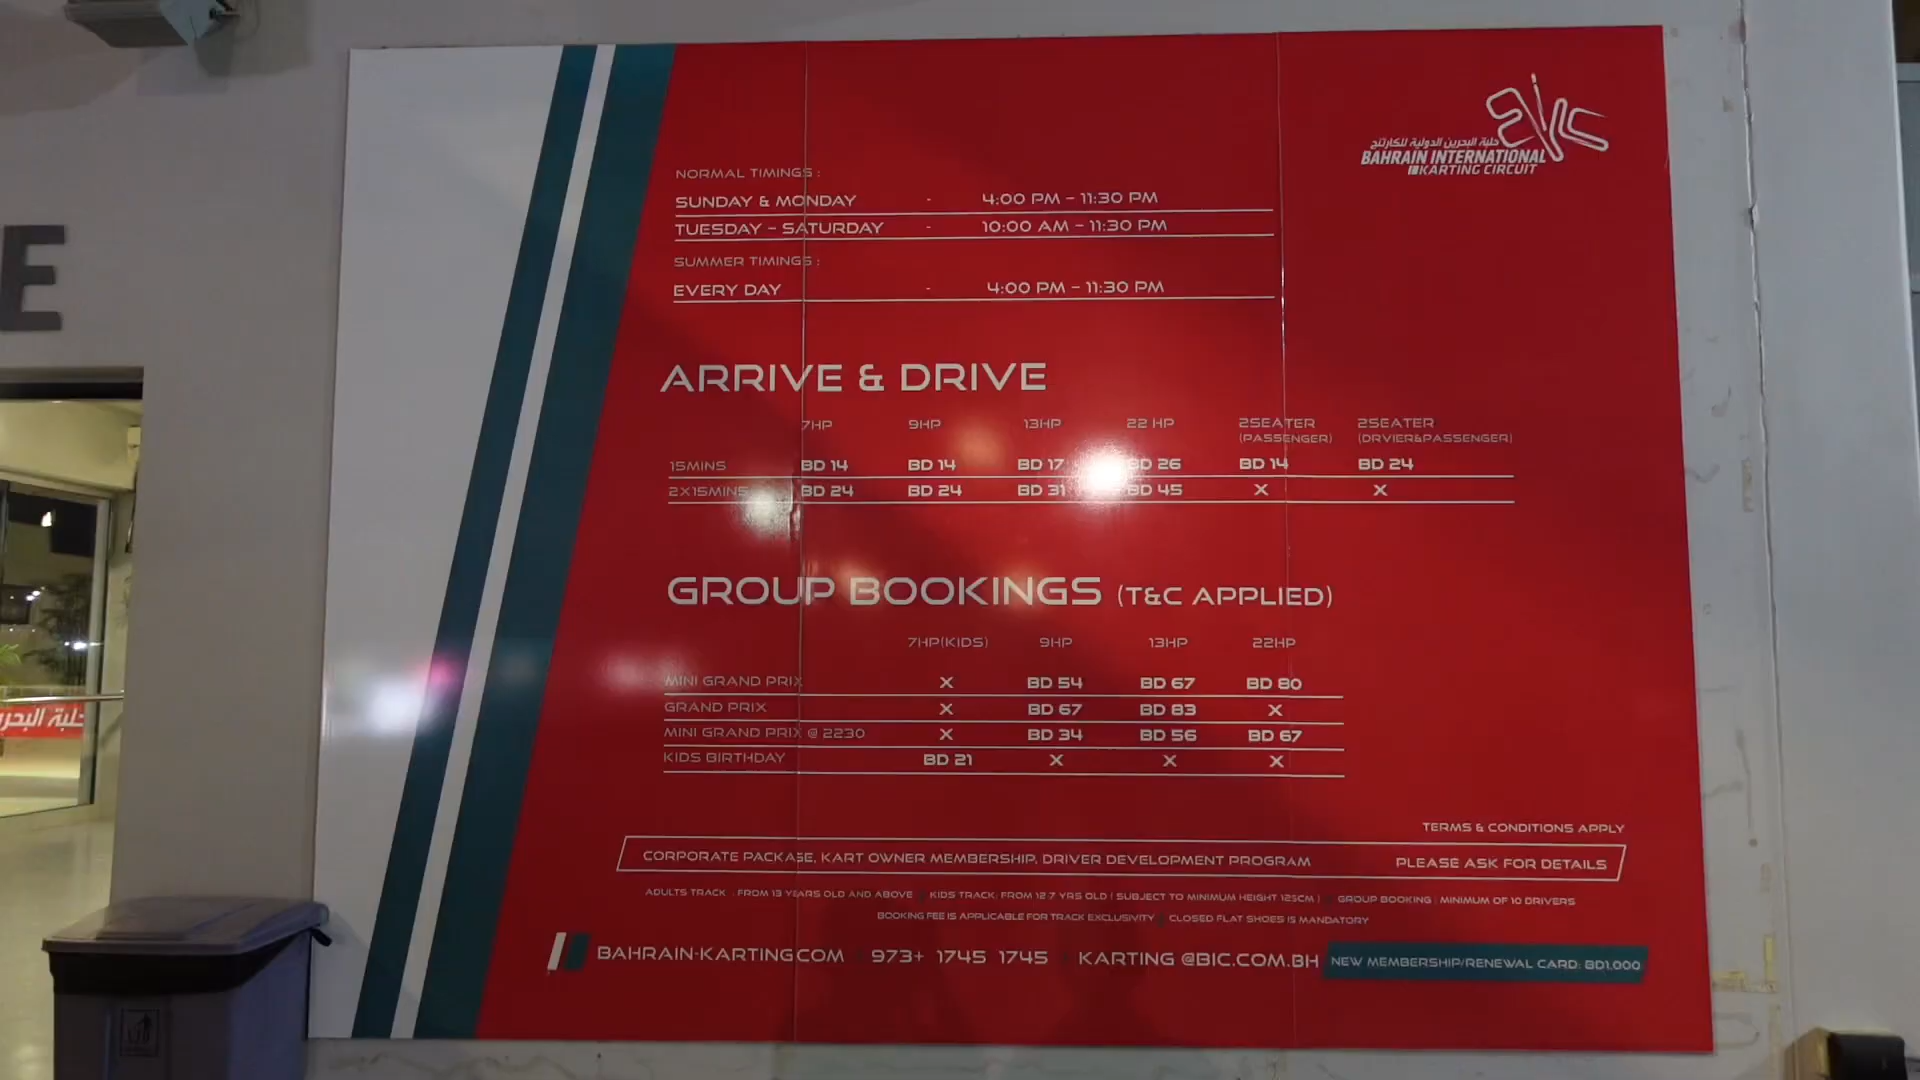 E
حلبة البحرين الدولية للكارتنج
BAHRAIN INTERNATIONAL
KARTING CIRCUIT
NORMAL TIMINGS :
SUNDAY & MONDAY - 4:00 PM – 11:30 PM
TUESDAY – SATURDAY - 10:00 AM – 11:30 PM
SUMMER TIMINGS :
EVERY DAY - 4:00 PM – 11:30 PM
ARRIVE & DRIVE
7HP 9HP 13HP 22 HP 2SEATER (PASSENGER) 2SEATER (DRVIER&PASSENGER)
15MINS BD 14 BD 14 BD 17 BD 26 BD 14 BD 24
2X15MINS BD 24 BD 24 BD 31 BD 45 X X
GROUP BOOKINGS (T&C APPLIED)
7HP(KIDS) 9HP 13HP 22HP
MINI GRAND PRIX X BD 54 BD 67 BD 80
GRAND PRIX X BD 67 BD 83 X
MINI GRAND PRIX @ 2230 X BD 34 BD 56 BD 67
KIDS BIRTHDAY BD 21 X X X
TERMS & CONDITIONS APPLY
CORPORATE PACKASE, KART OWNER MEMBERSHIP, DRIVER DEVELOPMENT PROGRAM PLEASE ASK FOR DETAILS
ADULTS TRACK : FROM 13 YEARS OLD AND ABOVE KIDS TRACK: FROM 12-7 YRS OLD ( SUBJECT TO MINIMUM HEIGHT 125CM ) GROUP BOOKING : MINIMUM OF 10 DRIVERS
BOOKING FEE IS APPLICABLE FOR TRACK EXCLUSIVITY CLOSED FLAT SHOES IS MANDATORY
BAHRAIN-KARTING.COM 973+ 1745 1745 KARTING @BIC.COM.BH NEW MEMBERSHIP/RENEWAL CARD: BD1.000